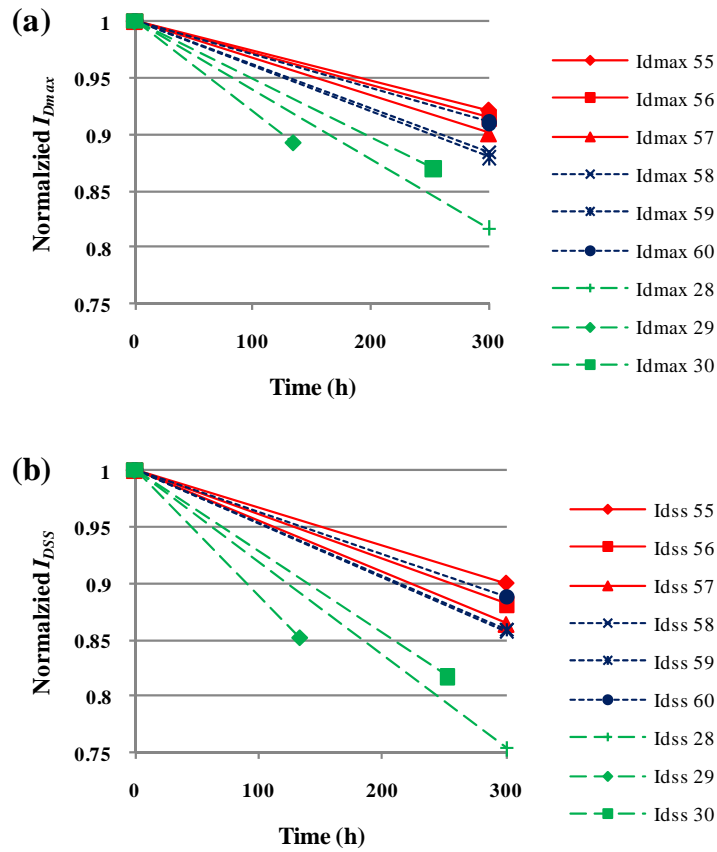 (a)
Normalzied I_Dmax
1
0.95
0.9
0.85
0.8
0.75
0
100
200
300
Time (h)
Idmax 55
Idmax 56
Idmax 57
Idmax 58
Idmax 59
Idmax 60
Idmax 28
Idmax 29
Idmax 30
(b)
Normalzied I_DSS
1
0.95
0.9
0.85
0.8
0.75
0
100
200
300
Time (h)
Idss 55
Idss 56
Idss 57
Idss 58
Idss 59
Idss 60
Idss 28
Idss 29
Idss 30